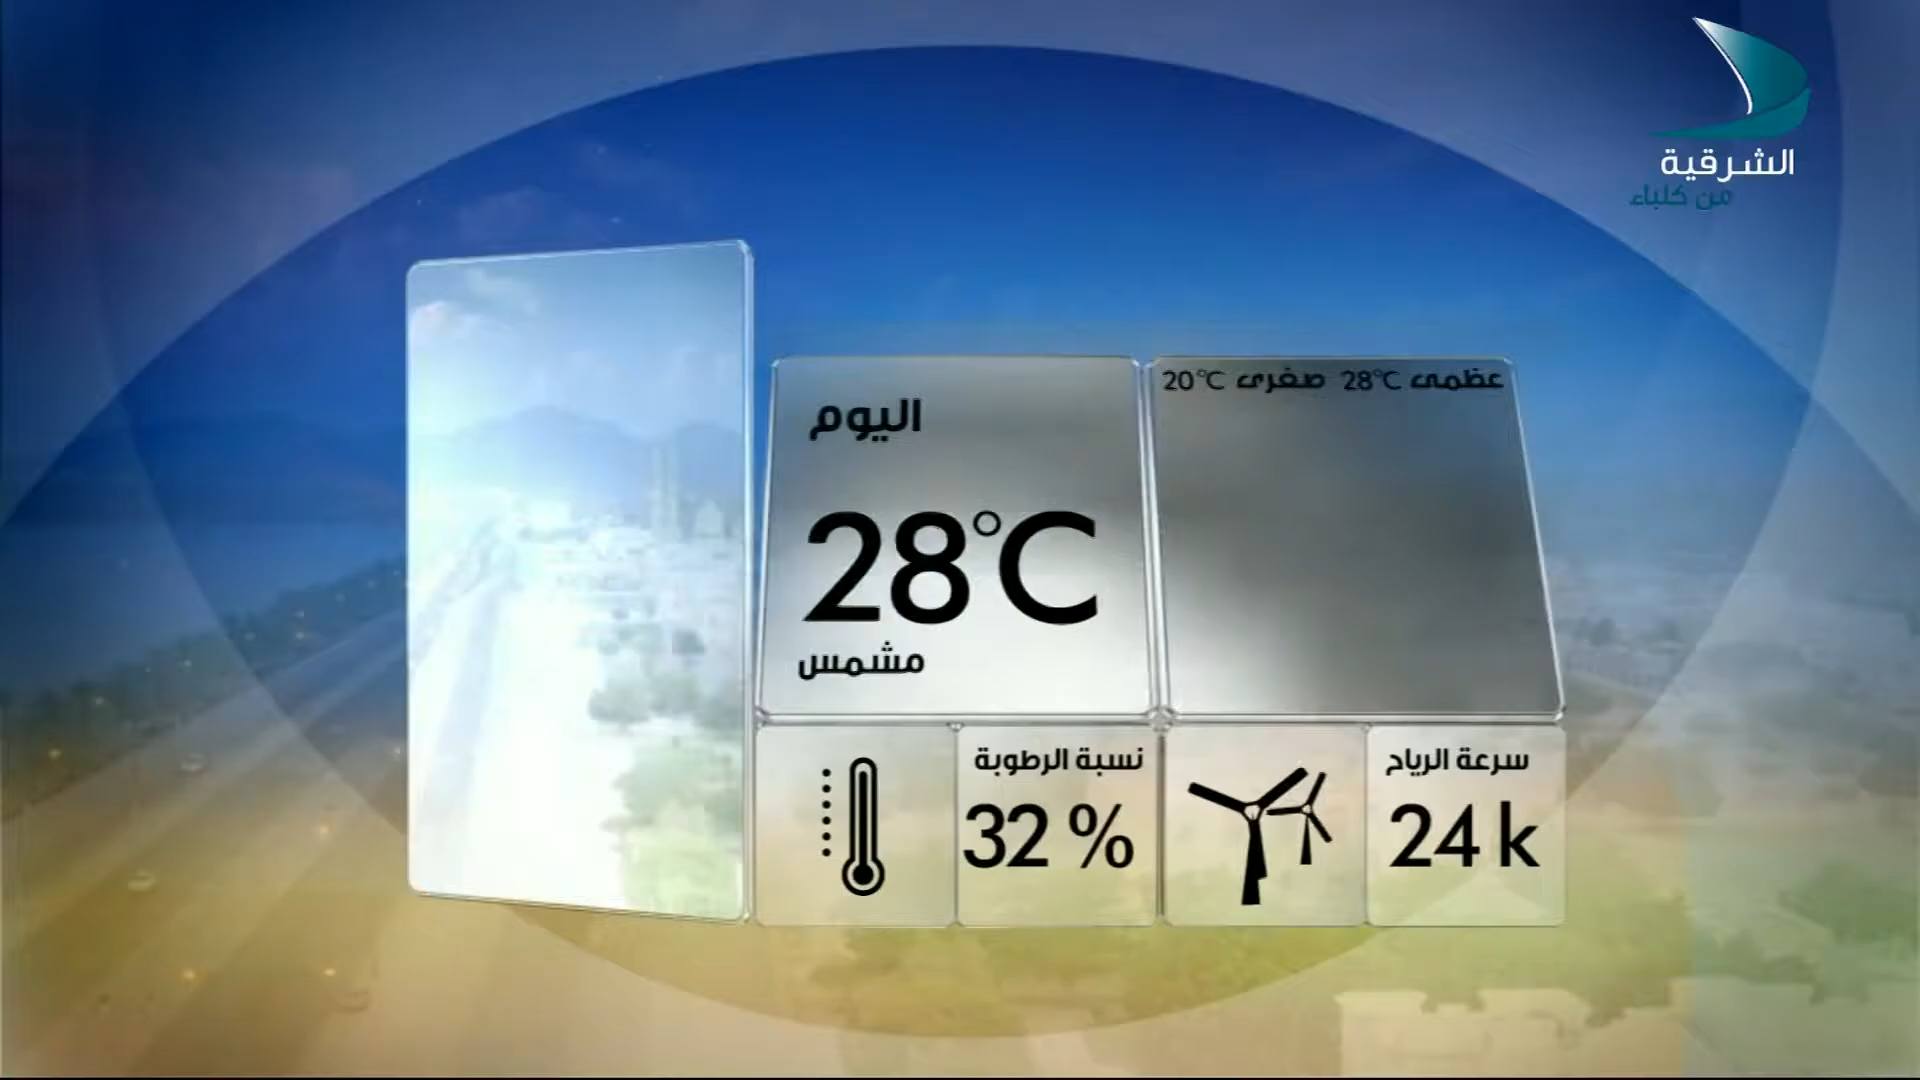 الشرقية
من كلباء
عظمى 28°C صغرى 20°C
اليوم
28°C
مشمس
نسبة الرطوبة
32 %
سرعة الرياح
24 k